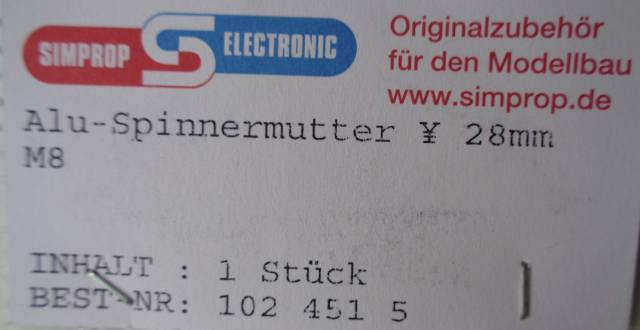 SIMPROP ELECTRONIC
Originalzubehör
für den Modellbau
www.simprop.de
Alu-Spinnermutter ¥ 28mm
M8
INHALT : 1 Stück
BEST-NR: 102 451 5